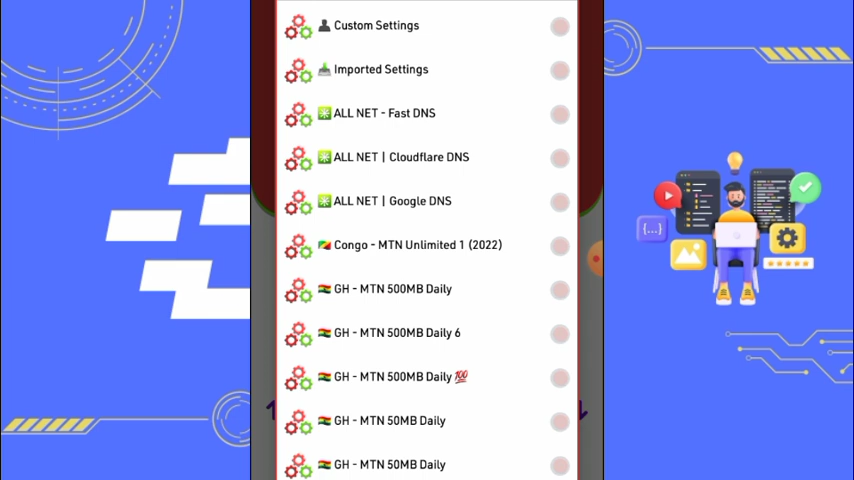 Custom Settings
Imported Settings
ALL NET - Fast DNS
ALL NET | Cloudflare DNS
ALL NET | Google DNS
Congo - MTN Unlimited 1 (2022)
GH - MTN 500MB Daily
GH - MTN 500MB Daily 6
GH - MTN 500MB Daily 💯
GH - MTN 50MB Daily
GH - MTN 50MB Daily